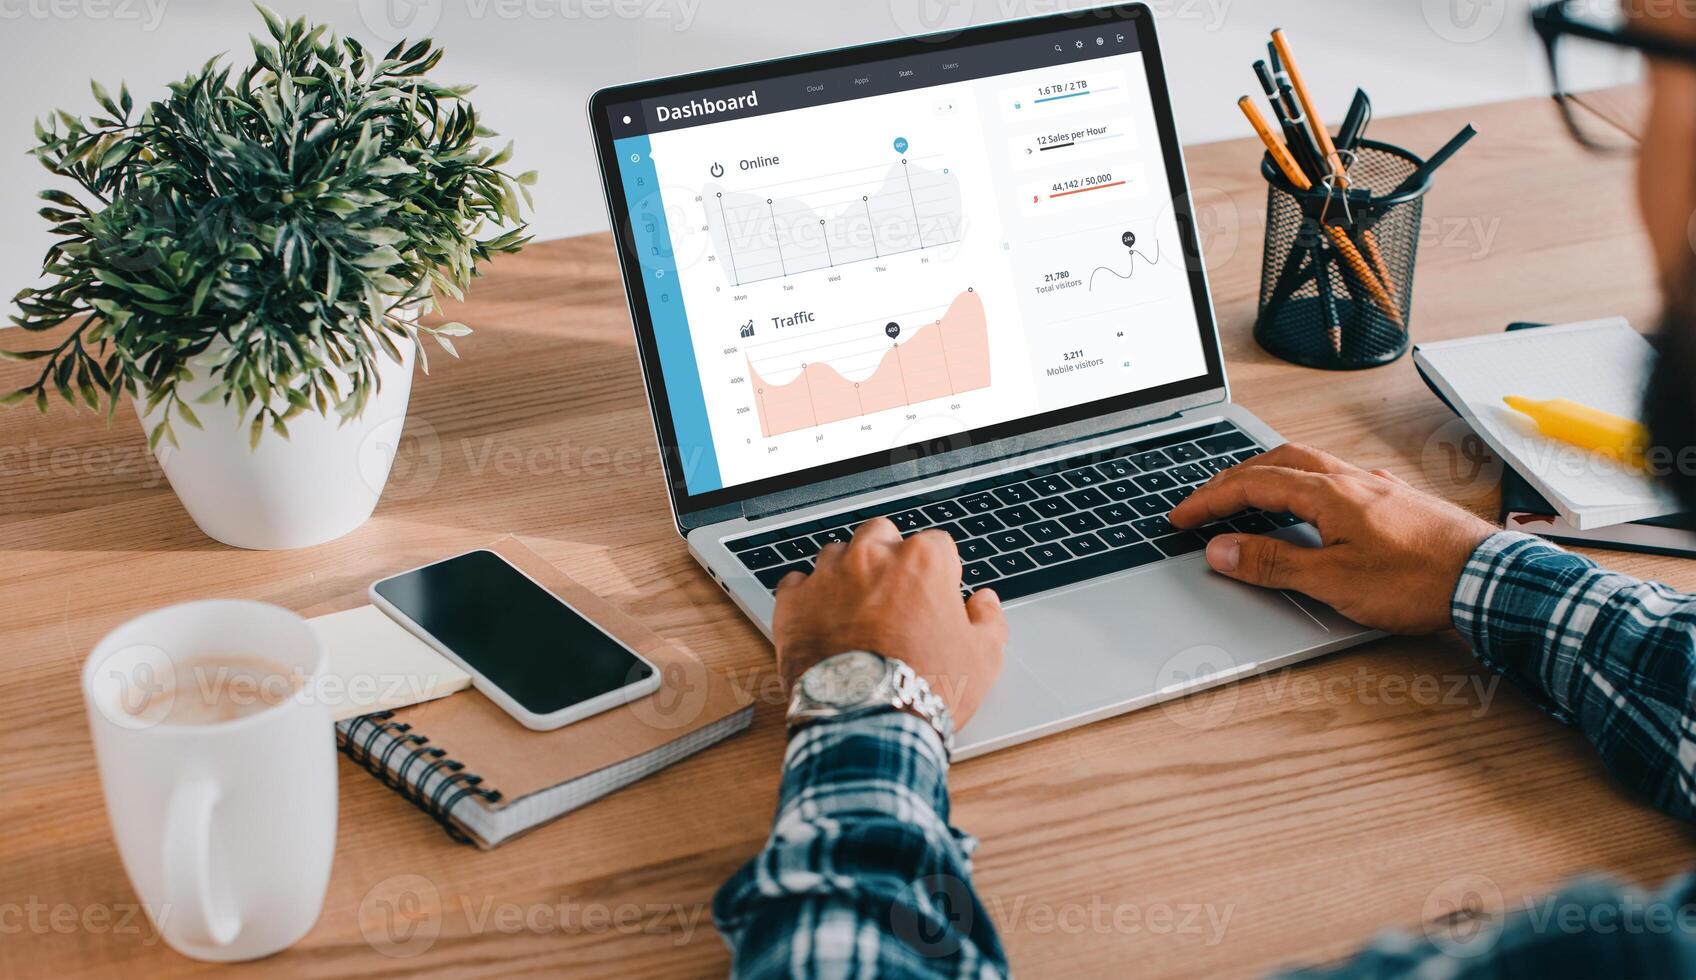 Dashboard
Cloud
Apps
Stats
Users
Online
60+
60
40
20
0
Mon
Tue
Wed
Thu
Fri
Traffic
400
600k
400k
200k
0
Jun
Jul
Aug
Sep
Oct
1.6 TB / 2 TB
12 Sales per Hour
44,142 / 50,000
24k
21,780
Total visitors
64
3,211
Mobile visitors
42
Vecteezy